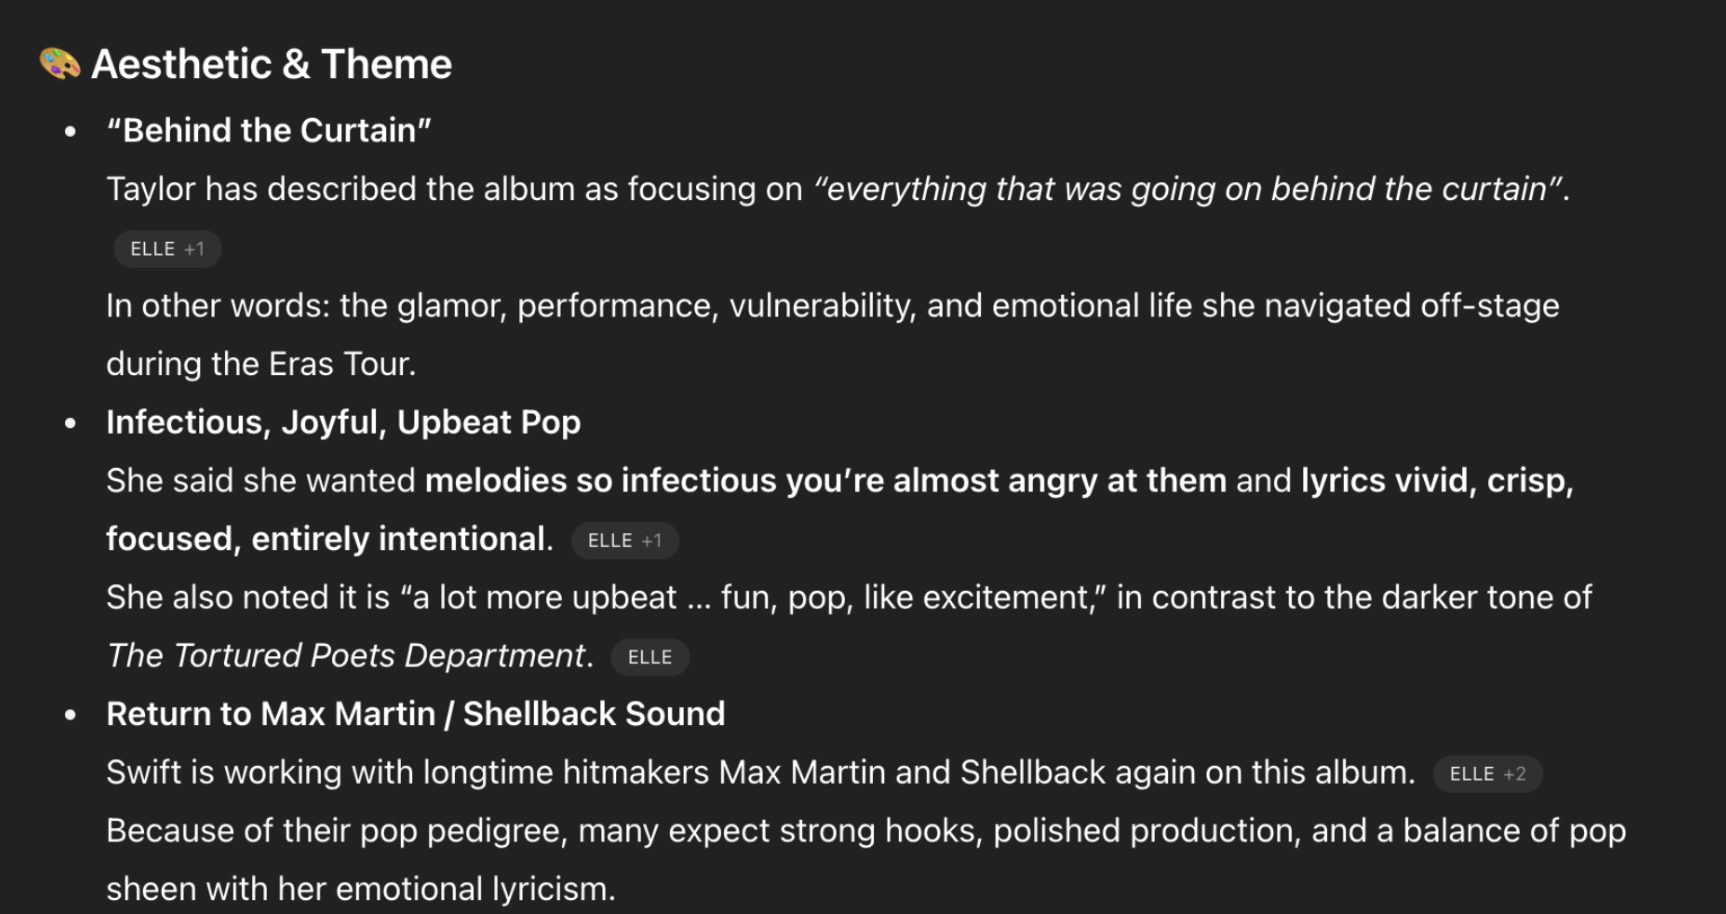 🎨 Aesthetic & Theme
• “Behind the Curtain”
Taylor has described the album as focusing on “everything that was going on behind the curtain”.
ELLE +1
In other words: the glamor, performance, vulnerability, and emotional life she navigated off-stage
during the Eras Tour.
• Infectious, Joyful, Upbeat Pop
She said she wanted melodies so infectious you’re almost angry at them and lyrics vivid, crisp,
focused, entirely intentional. ELLE +1
She also noted it is “a lot more upbeat ... fun, pop, like excitement,” in contrast to the darker tone of
The Tortured Poets Department. ELLE
• Return to Max Martin / Shellback Sound
Swift is working with longtime hitmakers Max Martin and Shellback again on this album. ELLE +2
Because of their pop pedigree, many expect strong hooks, polished production, and a balance of pop
sheen with her emotional lyricism.